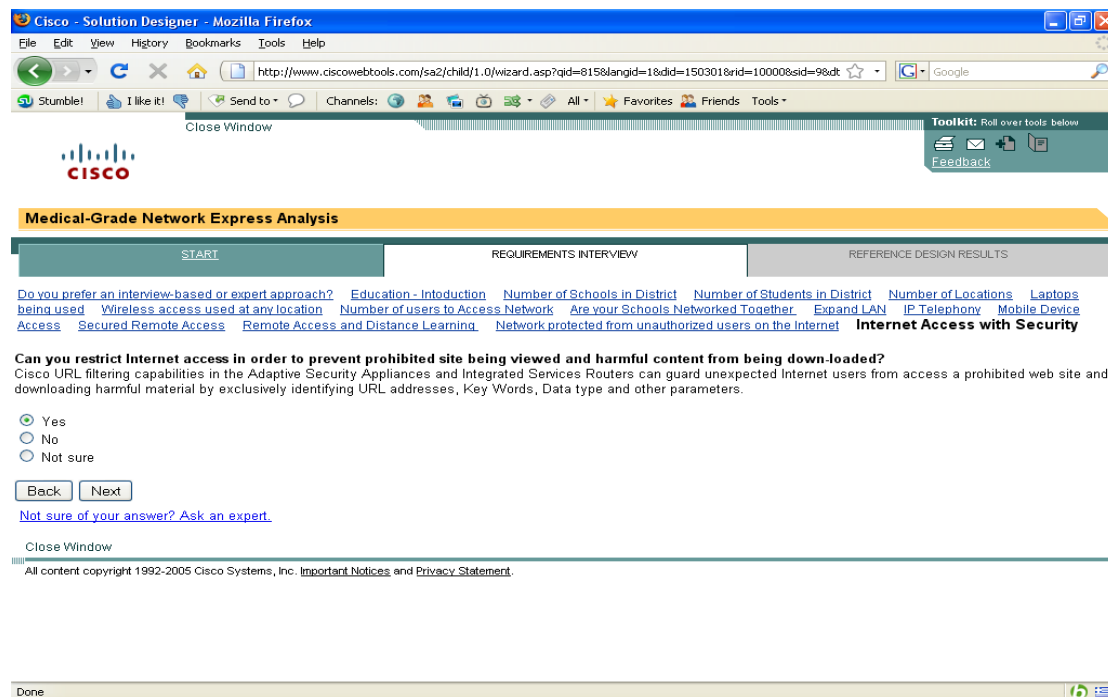 Cisco - Solution Designer - Mozilla Firefox
File Edit View History Bookmarks Tools Help
http://www.ciscowebtools.com/sa2/child/1.0/wizard.asp?qid=815&langid=1&did=150301&rid=10000&sid=9&dt
G Google
Stumble! I like it! Send to Channels: All Favorites Friends Tools
Close Window
Toolkit: Roll over tools below
Feedback
CISCO
Medical-Grade Network Express Analysis
START
REQUIREMENTS INTERVIEW
REFERENCE DESIGN RESULTS
Do you prefer an interview-based or expert approach? Education - Intoduction Number of Schools in District Number of Students in District Number of Locations Laptops
being used Wireless access used at any location Number of users to Access Network Are your Schools Networked Together Expand LAN IP Telephony Mobile Device
Access Secured Remote Access Remote Access and Distance Learning Network protected from unauthorized users on the Internet Internet Access with Security
Can you restrict Internet access in order to prevent prohibited site being viewed and harmful content from being down-loaded?
Cisco URL filtering capabilities in the Adaptive Security Appliances and Integrated Services Routers can guard unexpected Internet users from access a prohibited web site and
downloading harmful material by exclusively identifying URL addresses, Key Words, Data type and other parameters.
Yes
No
Not sure
Back Next
Not sure of your answer? Ask an expert.
Close Window
All content copyright 1992-2005 Cisco Systems, Inc. Important Notices and Privacy Statement.
Done